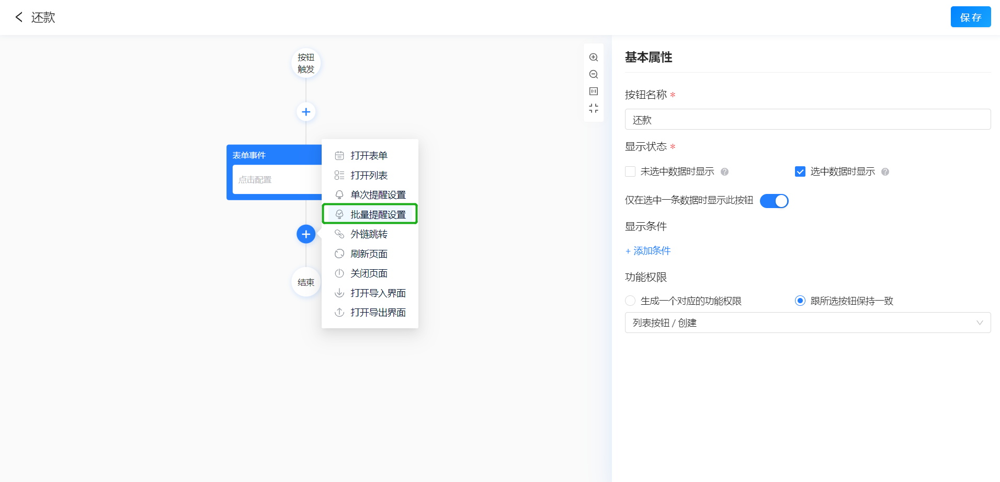 还款
保存
按钮
触发
表单事件
点击配置
结束
打开表单
打开列表
单次提醒设置
批量提醒设置
外链跳转
刷新页面
关闭页面
打开导入界面
打开导出界面
基本属性
按钮名称 *
还款
显示状态 *
未选中数据时显示 ?
选中数据时显示 ?
仅在选中一条数据时显示此按钮
显示条件
+ 添加条件
功能权限
生成一个对应的功能权限
跟所选按钮保持一致
列表按钮 / 创建